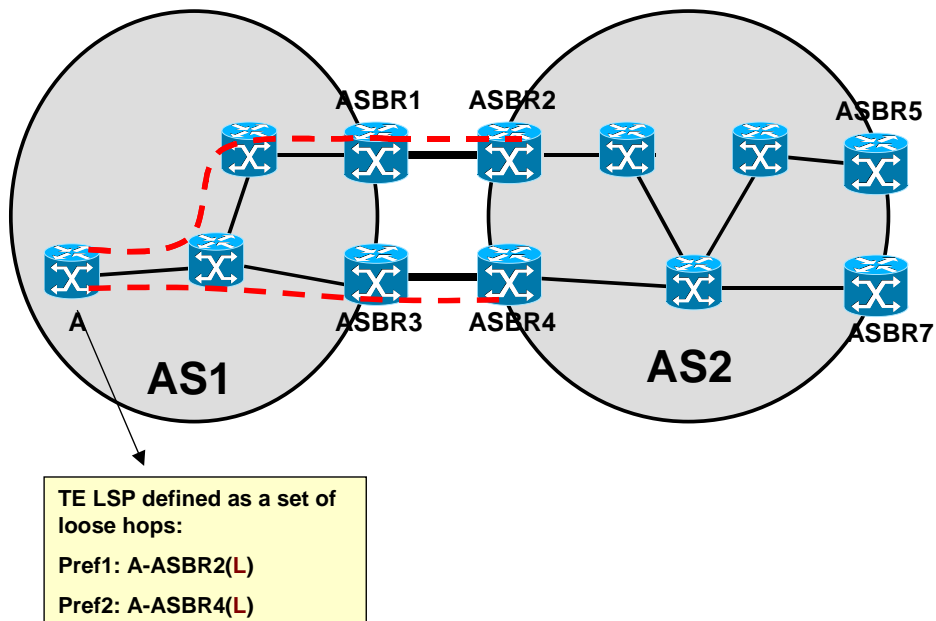 ASBR1
ASBR2
ASBR5
A
ASBR3
ASBR4
ASBR7
AS1
AS2
TE LSP defined as a set of
loose hops:
Pref1: A-ASBR2(L)
Pref2: A-ASBR4(L)